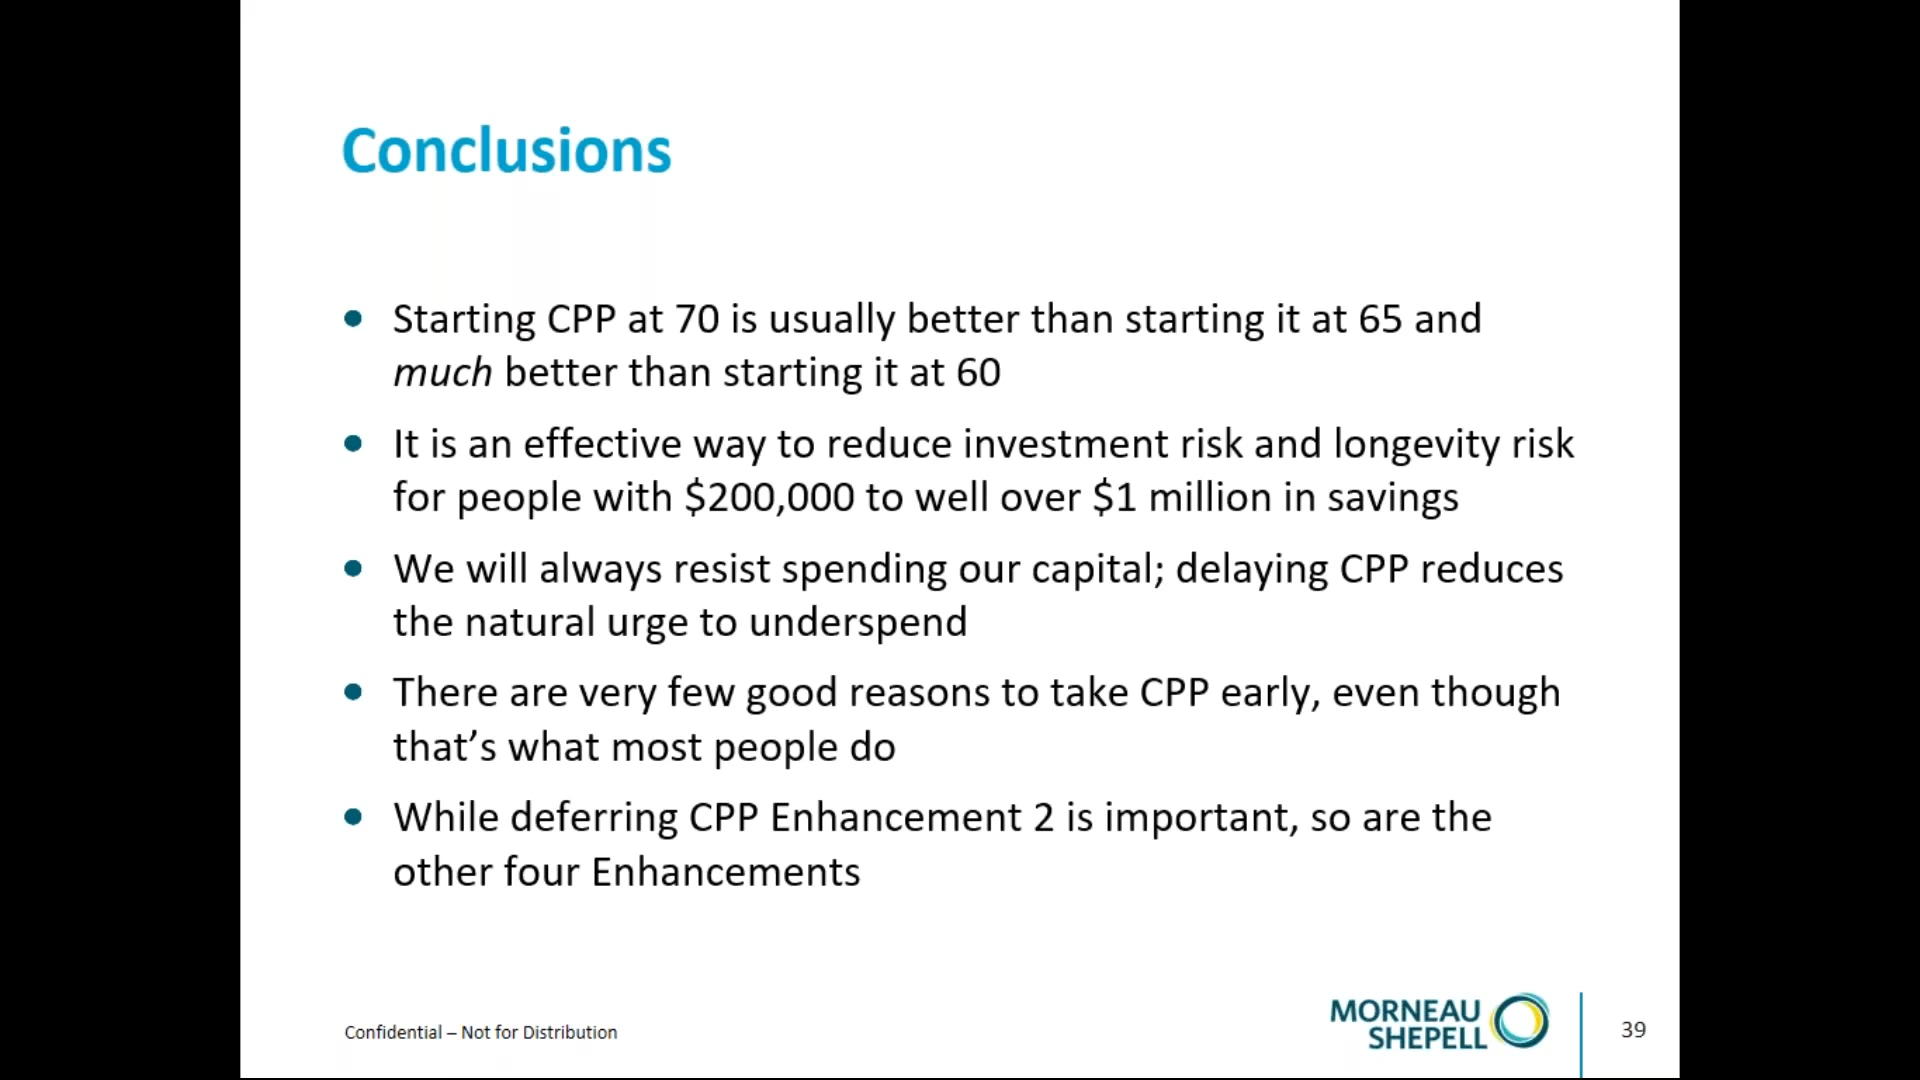 Conclusions
Starting CPP at 70 is usually better than starting it at 65 and
much better than starting it at 60
It is an effective way to reduce investment risk and longevity risk
for people with $200,000 to well over $1 million in savings
We will always resist spending our capital; delaying CPP reduces
the natural urge to underspend
There are very few good reasons to take CPP early, even though
that’s what most people do
While deferring CPP Enhancement 2 is important, so are the
other four Enhancements
Confidential – Not for Distribution
MORNEAU
SHEPELL
39